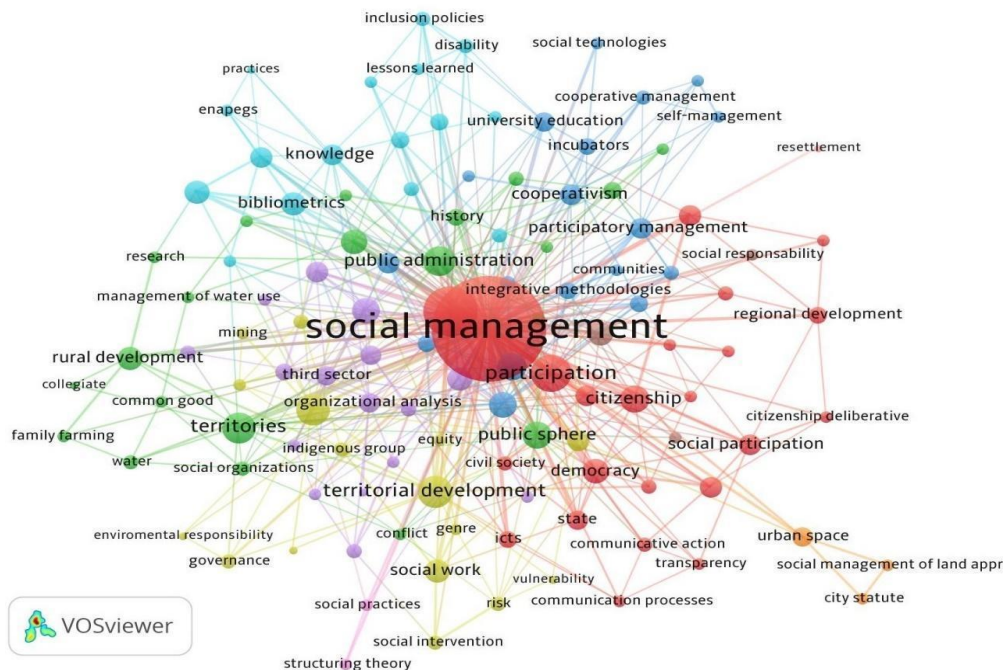 inclusion policies
social technologies
disability
practices
lessons learned
cooperative management
enapegs
university education
self-management
incubators
resettlement
knowledge
cooperativism
bibliometrics
history
participatory management
research
public administration
social responsability
communities
management of water use
integrative methodologies
mining
social management
regional development
rural development
third sector
participation
collegiate
common good
organizational analysis
citizenship
citizenship deliberative
family farming
territories
indigenous group
equity
public sphere
social participation
water
social organizations
civil society
democracy
territorial development
enviromental responsibility
conflict
genre
state
icts
urban space
governance
communicative action
social work
vulnerability
transparency
social management of land appr
social practices
risk
communication processes
city statute
social intervention
structuring theory
VOSviewer